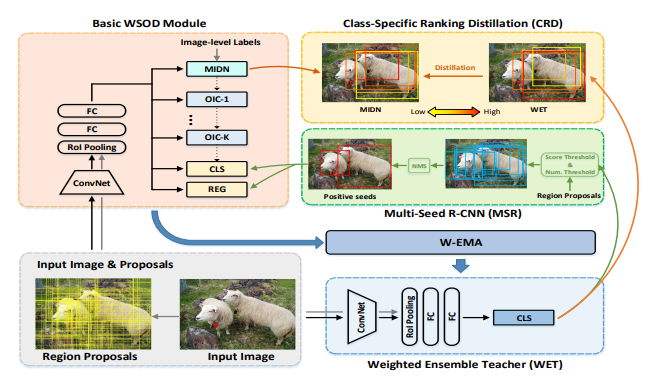 Basic WSOD Module
Image-level Labels
MIDN
OIC-1
OIC-K
CLS
REG
FC
FC
RoI Pooling
ConvNet
Class-Specific Ranking Distillation (CRD)
Distillation
MIDN
WET
Low
High
NMS
Score Threshold
&
Num. Threshold
Positive seeds
Region Proposals
Multi-Seed R-CNN (MSR)
W-EMA
Input Image & Proposals
Region Proposals
Input Image
ConvNet
RoI Pooling
FC
FC
CLS
Weighted Ensemble Teacher (WET)